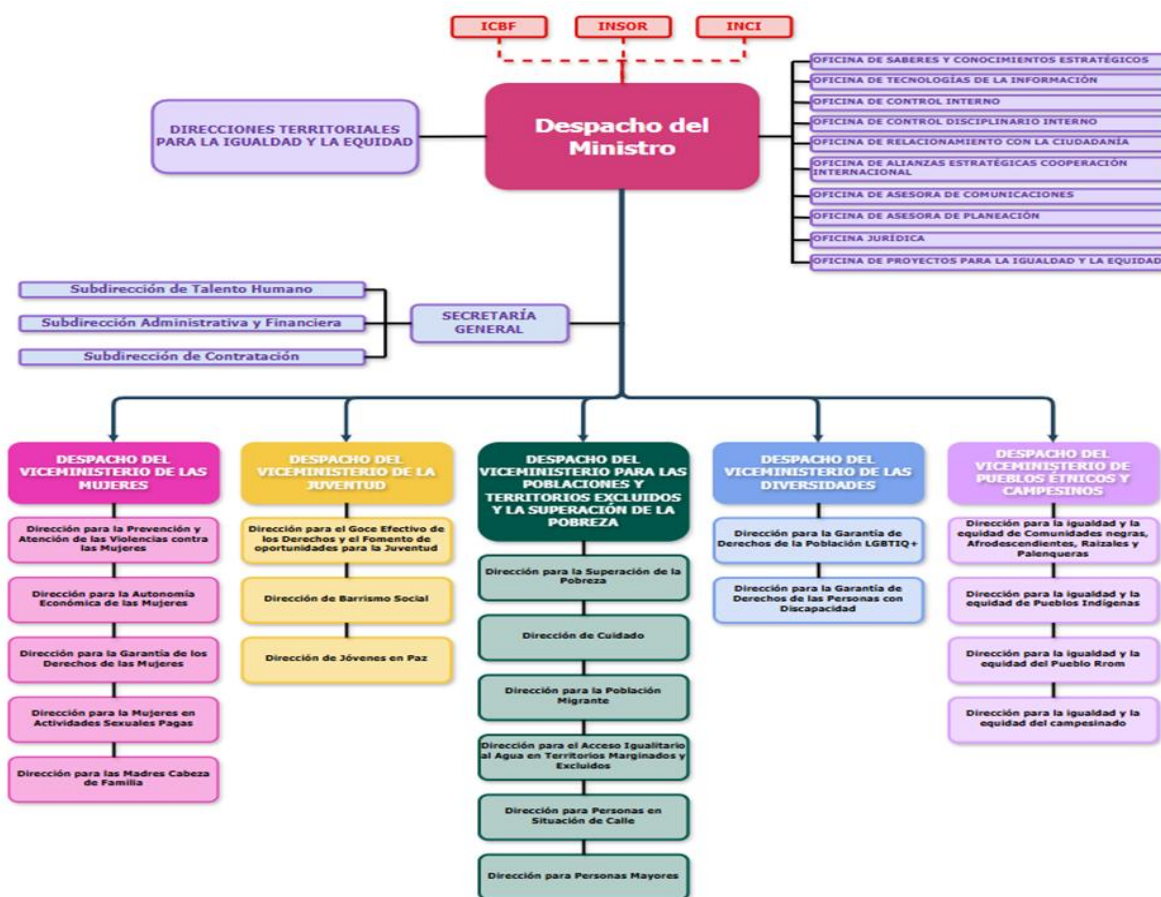 ICBF
INSOR
INCI
Despacho del
Ministro
DIRECCIONES TERRITORIALES
PARA LA IGUALDAD Y LA EQUIDAD
OFICINA DE SABERES Y CONOCIMIENTOS ESTRATÉGICOS
OFICINA DE TECNOLOGÍAS DE LA INFORMACIÓN
OFICINA DE CONTROL INTERNO
OFICINA DE CONTROL DISCIPLINARIO INTERNO
OFICINA DE RELACIONAMIENTO CON LA CIUDADANÍA
OFICINA DE ALIANZAS ESTRATÉGICAS COOPERACIÓN
INTERNACIONAL
OFICINA DE ASESORA DE COMUNICACIONES
OFICINA DE ASESORA DE PLANEACIÓN
OFICINA JURÍDICA
OFICINA DE PROYECTOS PARA LA IGUALDAD Y LA EQUIDAD
SECRETARÍA
GENERAL
Subdirección de Talento Humano
Subdirección Administrativa y Financiera
Subdirección de Contratación
DESPACHO DEL
VICEMINISTERIO DE LAS
MUJERES
Dirección para la Prevención y
Atención de las Violencias contra
las Mujeres
Dirección para la Autonomía
Económica de las Mujeres
Dirección para la Garantía de los
Derechos de las Mujeres
Dirección para la Mujeres en
Actividades Sexuales Pagas
Dirección para las Madres Cabeza
de Familia
DESPACHO DEL
VICEMINISTERIO DE LA
JUVENTUD
Dirección para el Goce Efectivo de
los Derechos y el Fomento de
oportunidades para la Juventud
Dirección de Barrismo Social
Dirección de Jóvenes en Paz
DESPACHO DEL
VICEMINISTERIO PARA LAS
POBLACIONES Y
TERRITORIOS EXCLUIDOS
Y LA SUPERACIÓN DE LA
POBREZA
Dirección para la Superación de la
Pobreza
Dirección de Cuidado
Dirección para la Población
Migrante
Dirección para el Acceso Igualitario
al Agua en Territorios Marginados y
Excluidos
Dirección para Personas en
Situación de Calle
Dirección para Personas Mayores
DESPACHO DEL
VICEMINISTERIO DE LAS
DIVERSIDADES
Dirección para la Garantía de
Derechos de la Población LGBTIQ+
Dirección para la Garantía de
Derechos de las Personas con
Discapacidad
DESPACHO DEL
VICEMINISTERIO DE
PUEBLOS ÉTNICOS Y
CAMPESINOS
Dirección para la igualdad y la
equidad de Comunidades negras,
Afrodescendientes, Raizales y
Palenqueras
Dirección para la igualdad y la
equidad de Pueblos Indígenas
Dirección para la igualdad y la
equidad del Pueblo Rrom
Dirección para la igualdad y la
equidad del campesinado